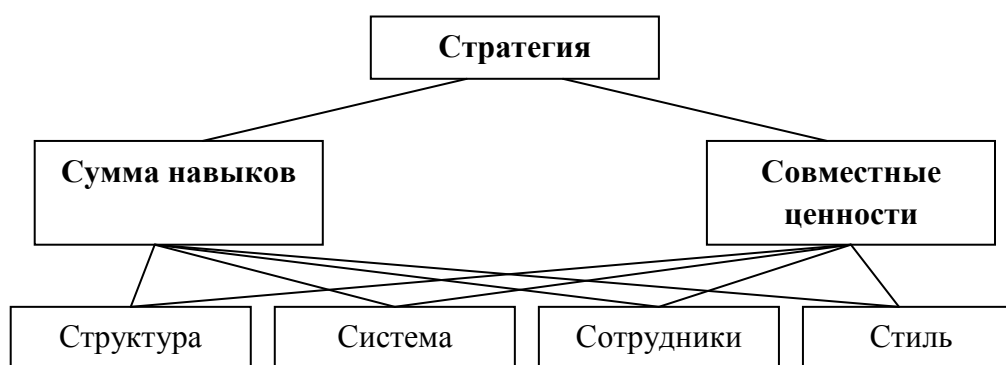 Стратегия
Сумма навыков
Совместные
ценности
Структура
Система
Сотрудники
Стиль